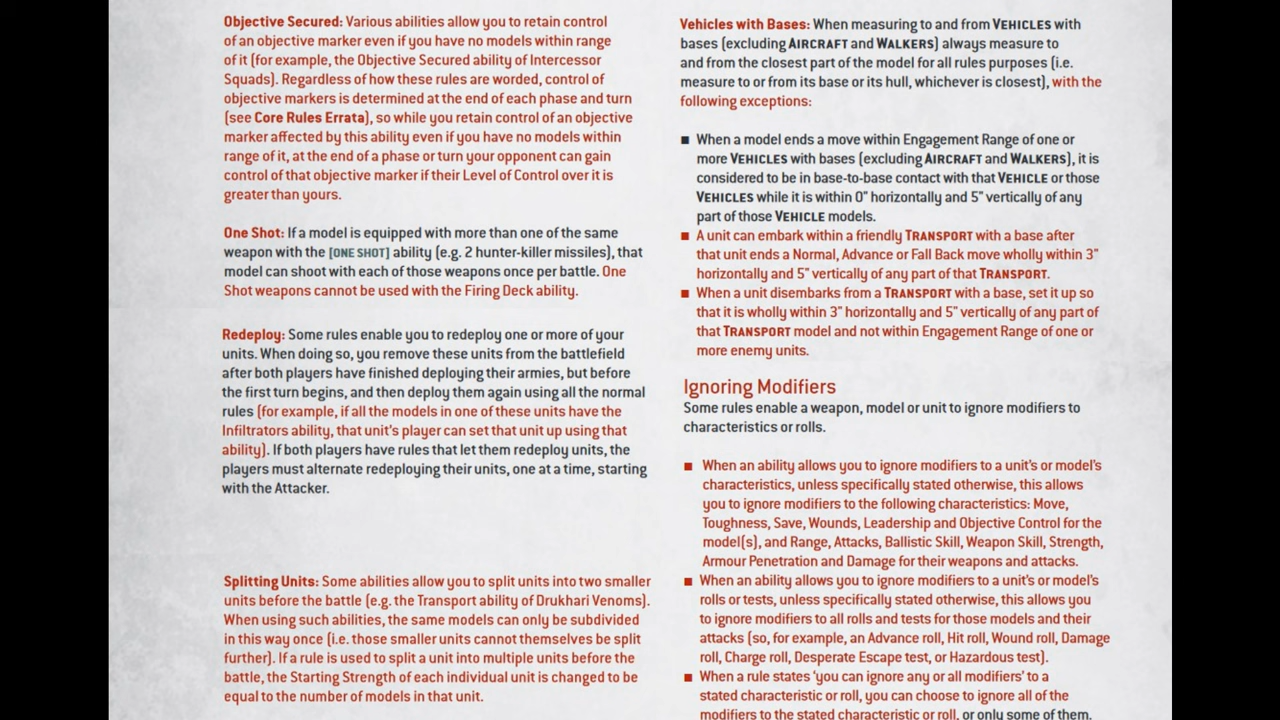 Objective Secured: Various abilities allow you to retain control
of an objective marker even if you have no models within range
of it (for example, the Objective Secured ability of Intercessor
Squads). Regardless of how these rules are worded, control of
objective markers is determined at the end of each phase and turn
(see Core Rules Errata), so while you retain control of an objective
marker affected by this ability even if you have no models within
range of it, at the end of a phase or turn your opponent can gain
control of that objective marker if their Level of Control over it is
greater than yours.
One Shot: If a model is equipped with more than one of the same
weapon with the [ONE SHOT] ability (e.g. 2 hunter-killer missiles), that
model can shoot with each of those weapons once per battle. One
Shot weapons cannot be used with the Firing Deck ability.
Redeploy: Some rules enable you to redeploy one or more of your
units. When doing so, you remove these units from the battlefield
after both players have finished deploying their armies, but before
the first turn begins, and then deploy them again using all the normal
rules (for example, if all the models in one of these units have the
Infiltrators ability, that unit's player can set that unit up using that
ability). If both players have rules that let them redeploy units, the
players must alternate redeploying their units, one at a time, starting
with the Attacker.
Splitting Units: Some abilities allow you to split units into two smaller
units before the battle (e.g. the Transport ability of Drukhari Venoms).
When using such abilities, the same models can only be subdivided
in this way once (i.e. those smaller units cannot themselves be split
further). If a rule is used to split a unit into multiple units before the
battle, the Starting Strength of each individual unit is changed to be
equal to the number of models in that unit.
Vehicles with Bases: When measuring to and from VEHICLES with
bases (excluding AIRCRAFT and WALKERS) always measure to
and from the closest part of the model for all rules purposes (i.e.
measure to or from its base or its hull, whichever is closest), with the
following exceptions:
■ When a model ends a move within Engagement Range of one or
more VEHICLES with bases (excluding AIRCRAFT and WALKERS), it is
considered to be in base-to-base contact with that VEHICLE or those
VEHICLES while it is within 0" horizontally and 5" vertically of any
part of those VEHICLE models.
■ A unit can embark within a friendly TRANSPORT with a base after
that unit ends a Normal, Advance or Fall Back move wholly within 3"
horizontally and 5" vertically of any part of that TRANSPORT.
■ When a unit disembarks from a TRANSPORT with a base, set it up so
that it is wholly within 3" horizontally and 5" vertically of any part of
that TRANSPORT model and not within Engagement Range of one or
more enemy units.
Ignoring Modifiers
Some rules enable a weapon, model or unit to ignore modifiers to
characteristics or rolls.
■ When an ability allows you to ignore modifiers to a unit's or model's
characteristics, unless specifically stated otherwise, this allows
you to ignore modifiers to the following characteristics: Move,
Toughness, Save, Wounds, Leadership and Objective Control for the
model(s), and Range, Attacks, Ballistic Skill, Weapon Skill, Strength,
Armour Penetration and Damage for their weapons and attacks.
■ When an ability allows you to ignore modifiers to a unit's or model's
rolls or tests, unless specifically stated otherwise, this allows you
to ignore modifiers to all rolls and tests for those models and their
attacks (so, for example, an Advance roll, Hit roll, Wound roll, Damage
roll, Charge roll, Desperate Escape test, or Hazardous test).
■ When a rule states 'you can ignore any or all modifiers' to a
stated characteristic or roll, you can choose to ignore all of the
modifiers to the stated characteristic or roll, or only some of them.